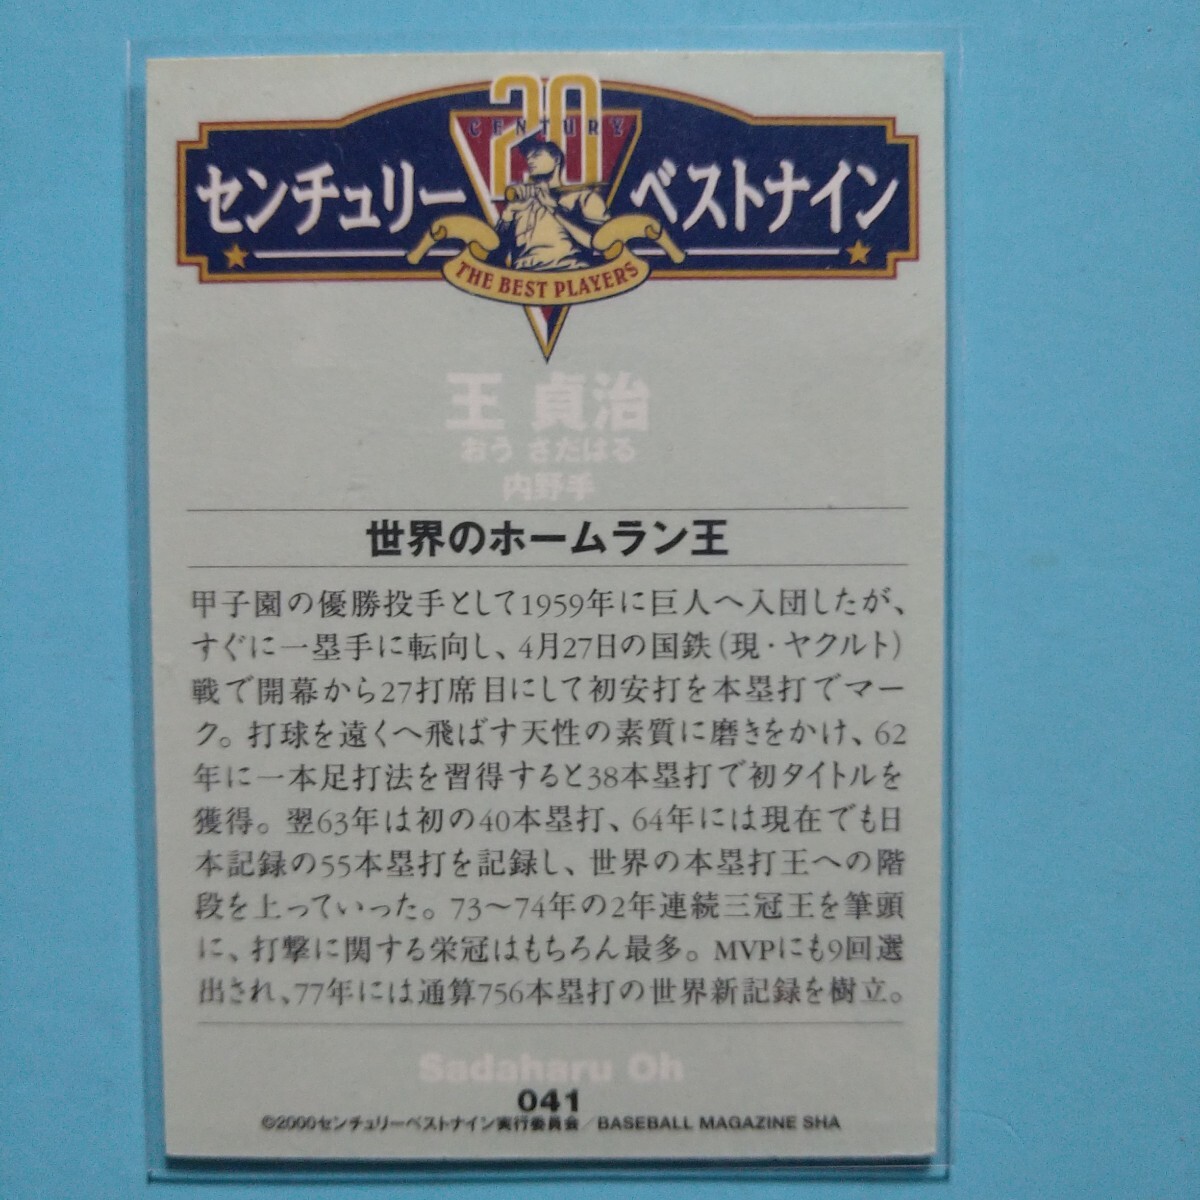 20
CENTURY
センチュリー ベストナイン
THE BEST PLAYERS
王 貞治
おう さだはる
内野手
世界のホームラン王
甲子園の優勝投手として1959年に巨人へ入団したが、
すぐに一塁手に転向し、4月27日の国鉄(現・ヤクルト)
戦で開幕から27打席目にして初安打を本塁打でマー
ク。打球を遠くへ飛ばす天性の素質に磨きをかけ、62
年に一本足打法を習得すると38本塁打で初タイトルを
獲得。翌63年は初の40本塁打、64年には現在でも日
本記録の55本塁打を記録し、世界の本塁打王への階
段を上っていった。73〜74年の2年連続三冠王を筆頭
に、打撃に関する栄冠はもちろん最多。MVPにも9回選
出され、77年には通算756本塁打の世界新記録を樹立。
Sadaharu Oh
041
©2000センチュリーベストナイン実行委員会/BASEBALL MAGAZINE SHA